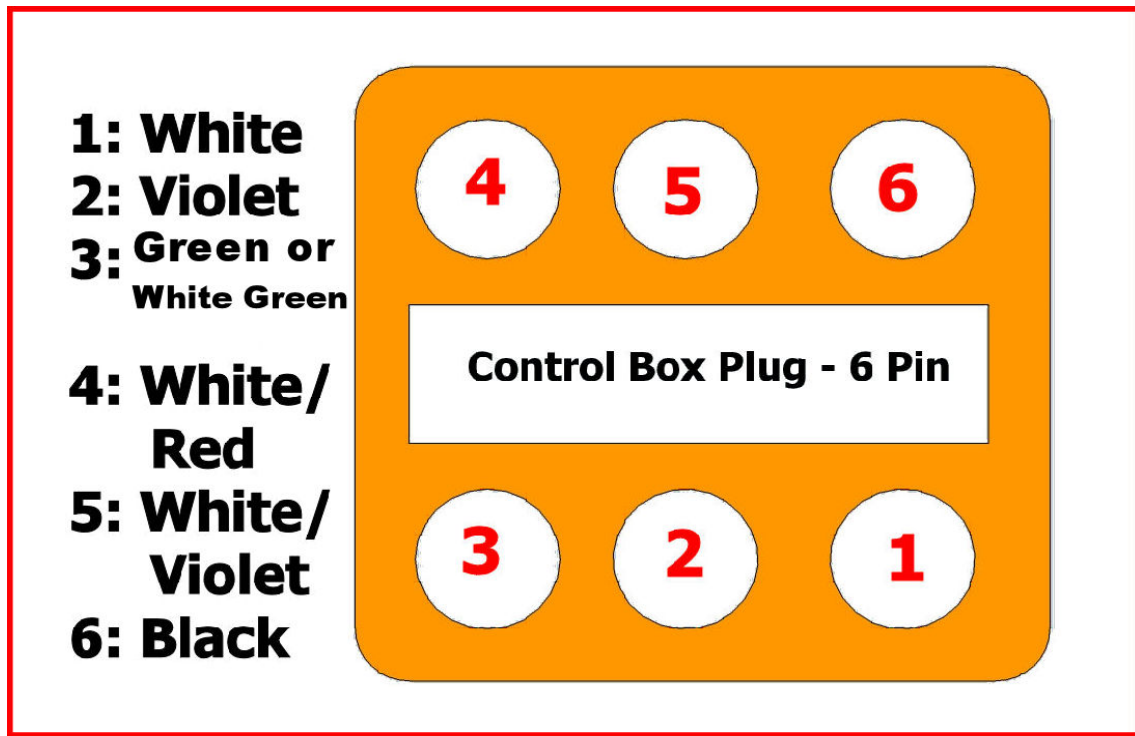 1: White
2: Violet
3: Green or
White Green
4: White/
Red
5: White/
Violet
6: Black
4 5 6
Control Box Plug - 6 Pin
3 2 1